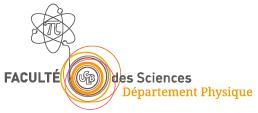 π
FACULTÉ des Sciences
Département Physique